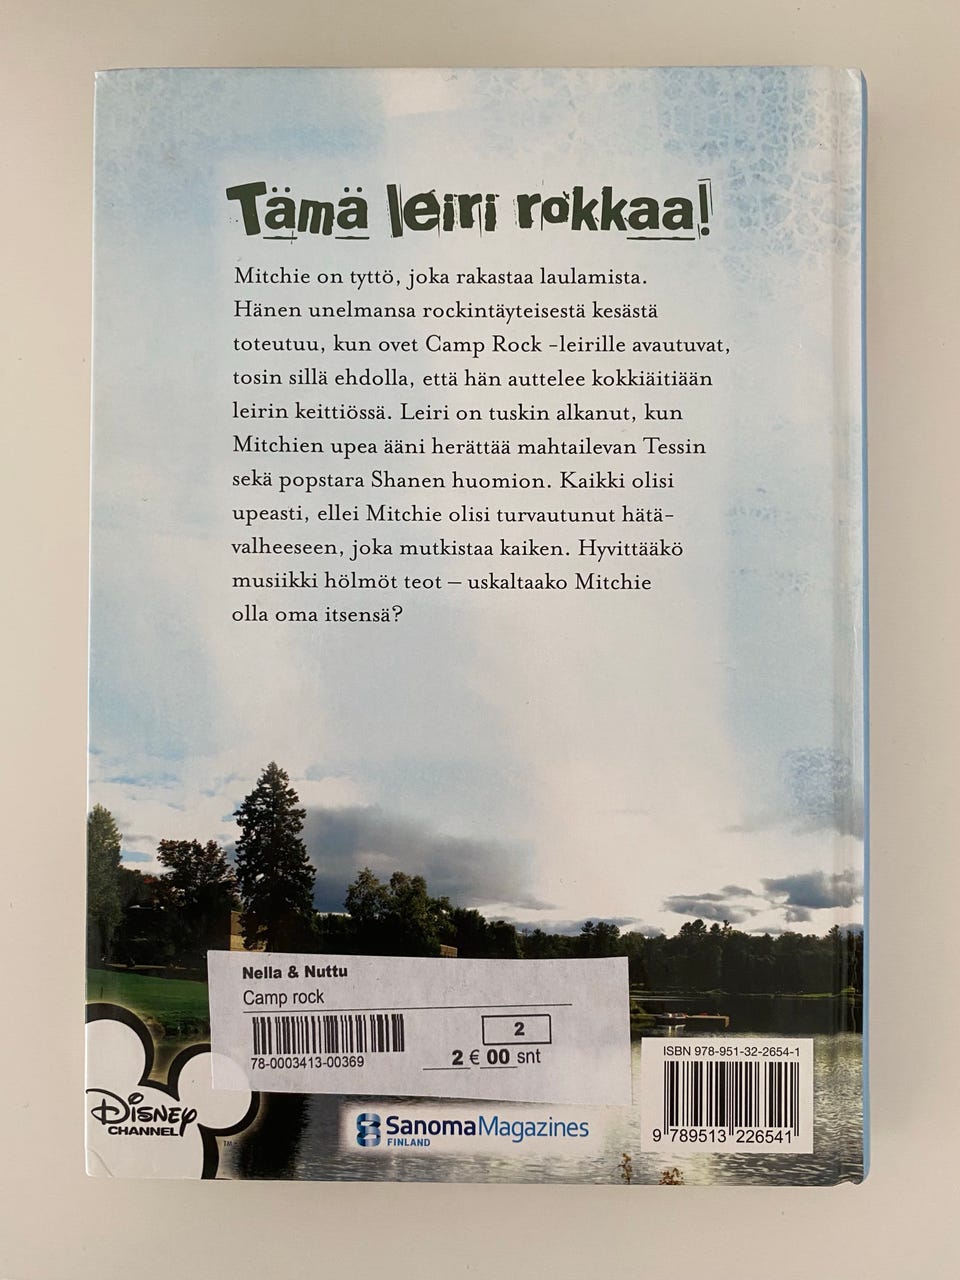 Tämä leiri rokkaa!
Mitchie on tyttö, joka rakastaa laulamista.
Hänen unelmansa rockintäyteisestä kesästä
toteutuu, kun ovet Camp Rock -leirille avautuvat,
tosin sillä ehdolla, että hän auttelee kokkiäitiään
leirin keittiössä. Leiri on tuskin alkanut, kun
Mitchien upea ääni herättää mahtailevan Tessin
sekä popstara Shanen huomion. Kaikki olisi
upeasti, ellei Mitchie olisi turvautunut hätä-
valheeseen, joka mutkistaa kaiken. Hyvittääkö
musiikki hölmöt teot – uskaltaako Mitchie
olla oma itsensä?
Nella & Nuttu
Camp rock
2
78-0003413-00369
2 € 00 snt
ISBN 978-951-32-2654-1
9 789513 226541
Disney
CHANNEL
TM
SanomaMagazines
FINLAND